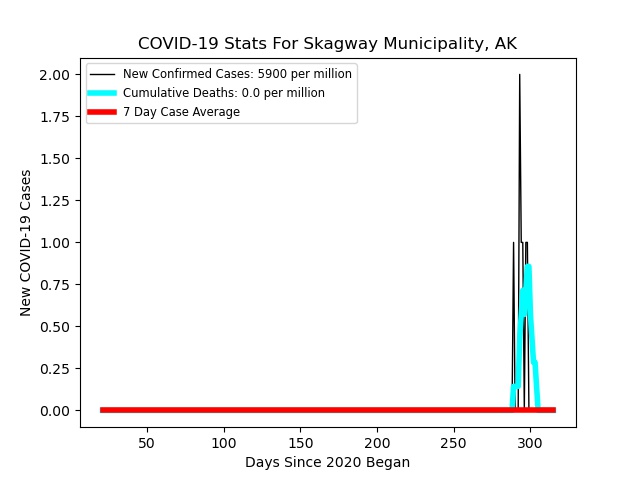 COVID-19 Stats For Skagway Municipality, AK
New Confirmed Cases: 5900 per million
Cumulative Deaths: 0.0 per million
7 Day Case Average
2.00
1.75
1.50
1.25
1.00
0.75
0.50
0.25
0.00
New COVID-19 Cases
50 100 150 200 250 300
Days Since 2020 Began